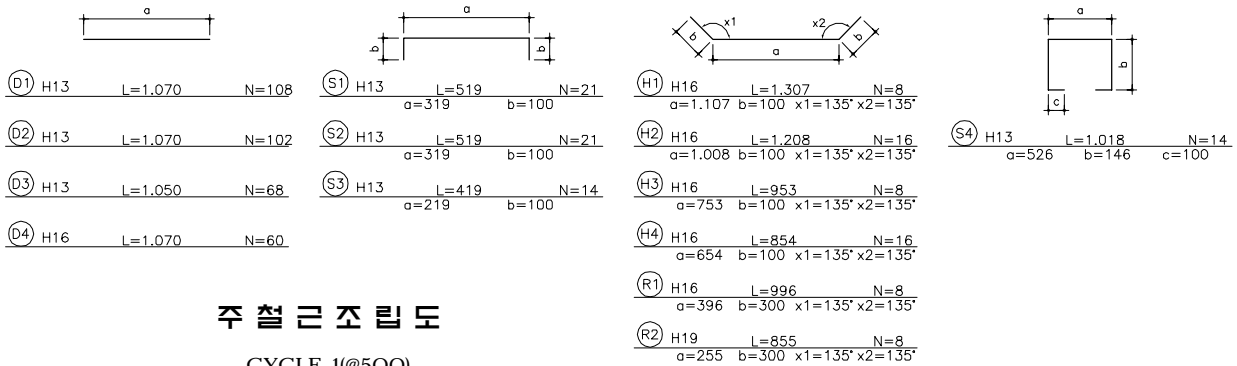 a
D1 H13 L=1.070 N=108
D2 H13 L=1.070 N=102
D3 H13 L=1.050 N=68
D4 H16 L=1.070 N=60
a
b b
S1 H13 L=519 N=21
a=319 b=100
S2 H13 L=519 N=21
a=319 b=100
S3 H13 L=419 N=14
a=219 b=100
x1 x2
b a b
H1 H16 L=1.307 N=8
a=1.107 b=100 x1=135° x2=135°
H2 H16 L=1.208 N=16
a=1.008 b=100 x1=135° x2=135°
H3 H16 L=953 N=8
a=753 b=100 x1=135° x2=135°
H4 H16 L=854 N=16
a=654 b=100 x1=135° x2=135°
R1 H16 L=996 N=8
a=396 b=300 x1=135° x2=135°
R2 H19 L=855 N=8
a=255 b=300 x1=135° x2=135°
a
b
c
S4 H13 L=1.018 N=14
a=526 b=146 c=100
주 철 근 조 립 도
CYCLE 1(@500)